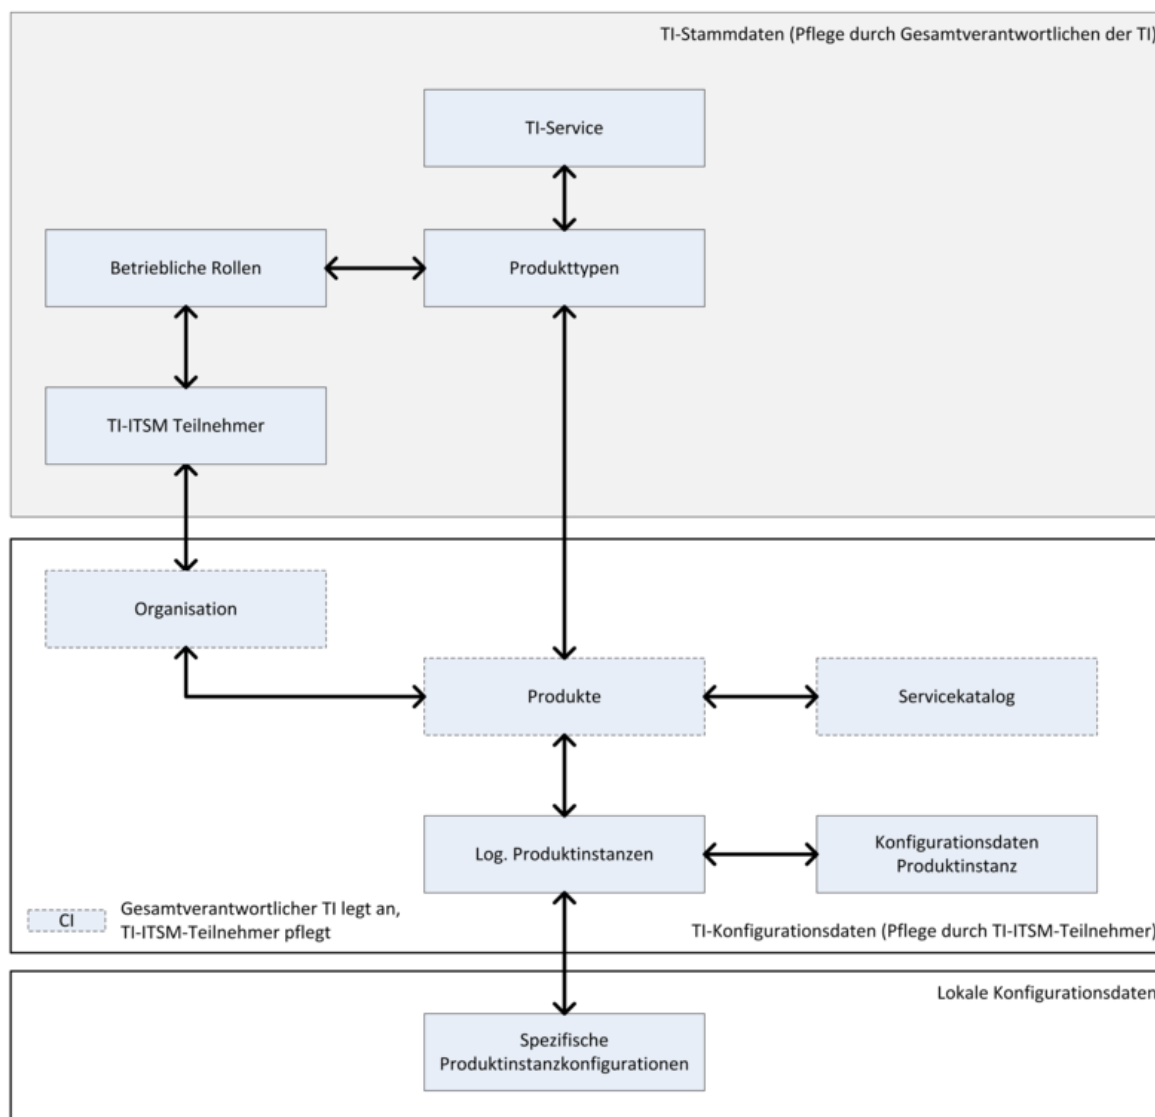 TI-Stammdaten (Pflege durch Gesamtverantwortlichen der TI)
TI-Service
Betriebliche Rollen
Produkttypen
TI-ITSM Teilnehmer
Organisation
Produkte
Servicekatalog
Log. Produktinstanzen
Konfigurationsdaten
Produktinstanz
CI
Gesamtverantwortlicher TI legt an,
TI-ITSM-Teilnehmer pflegt
TI-Konfigurationsdaten (Pflege durch TI-ITSM-Teilnehmer)
Lokale Konfigurationsdaten
Spezifische
Produktinstanzkonfigurationen